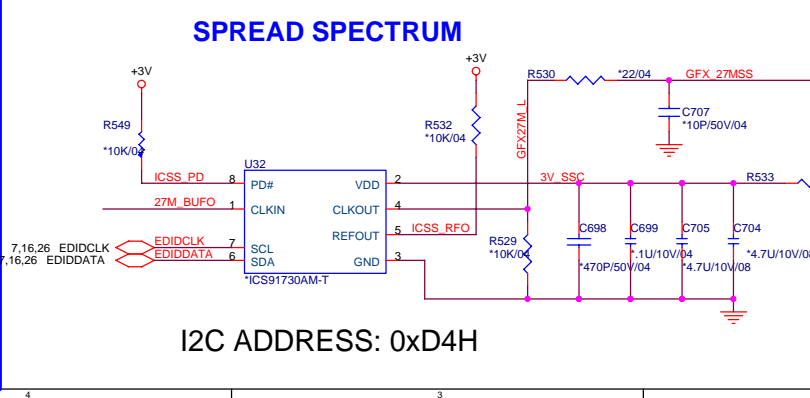 SPREAD SPECTRUM
+3V
+3V
R530
*22/04
GFX_27MSS
C707
*10P/50V/04
R549
*10K/04
R532
*10K/04
GFX27M_L
U32
ICSS_PD
8
PD#
VDD
2
3V_SSC
R533
27M_BUFO
1
CLKIN
CLKOUT
4
REFOUT
5
ICSS_RFO
7,16,26
EDIDCLK
EDIDCLK
7
SCL
7,16,26
EDIDDATA
EDIDDATA
6
SDA
GND
3
*ICS91730AM-T
R529
*10K/04
C698
*470P/50V/04
C699
*.1U/10V/04
C705
*4.7U/10V/08
C704
*4.7U/10V/08
I2C ADDRESS: 0xD4H
4
3